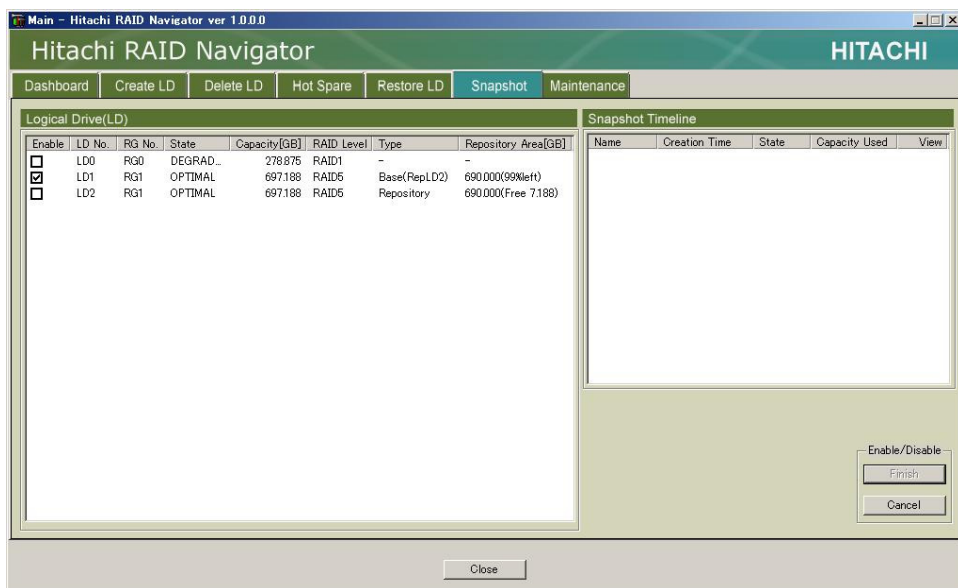 Main - Hitachi RAID Navigator ver 1.0.0.0
Hitachi RAID Navigator
HITACHI
Dashboard Create LD Delete LD Hot Spare Restore LD Snapshot Maintenance
Logical Drive(LD)
Enable LD No. RG No. State Capacity[GB] RAID Level Type Repository Area[GB]
LD0 RG0 DEGRAD... 278.875 RAID1 - -
LD1 RG1 OPTIMAL 697.188 RAID5 Base(RepLD2) 690.000(99%left)
LD2 RG1 OPTIMAL 697.188 RAID5 Repository 690.000(Free 7.188)
Snapshot Timeline
Name Creation Time State Capacity Used View
Enable/Disable
Finish
Cancel
Close